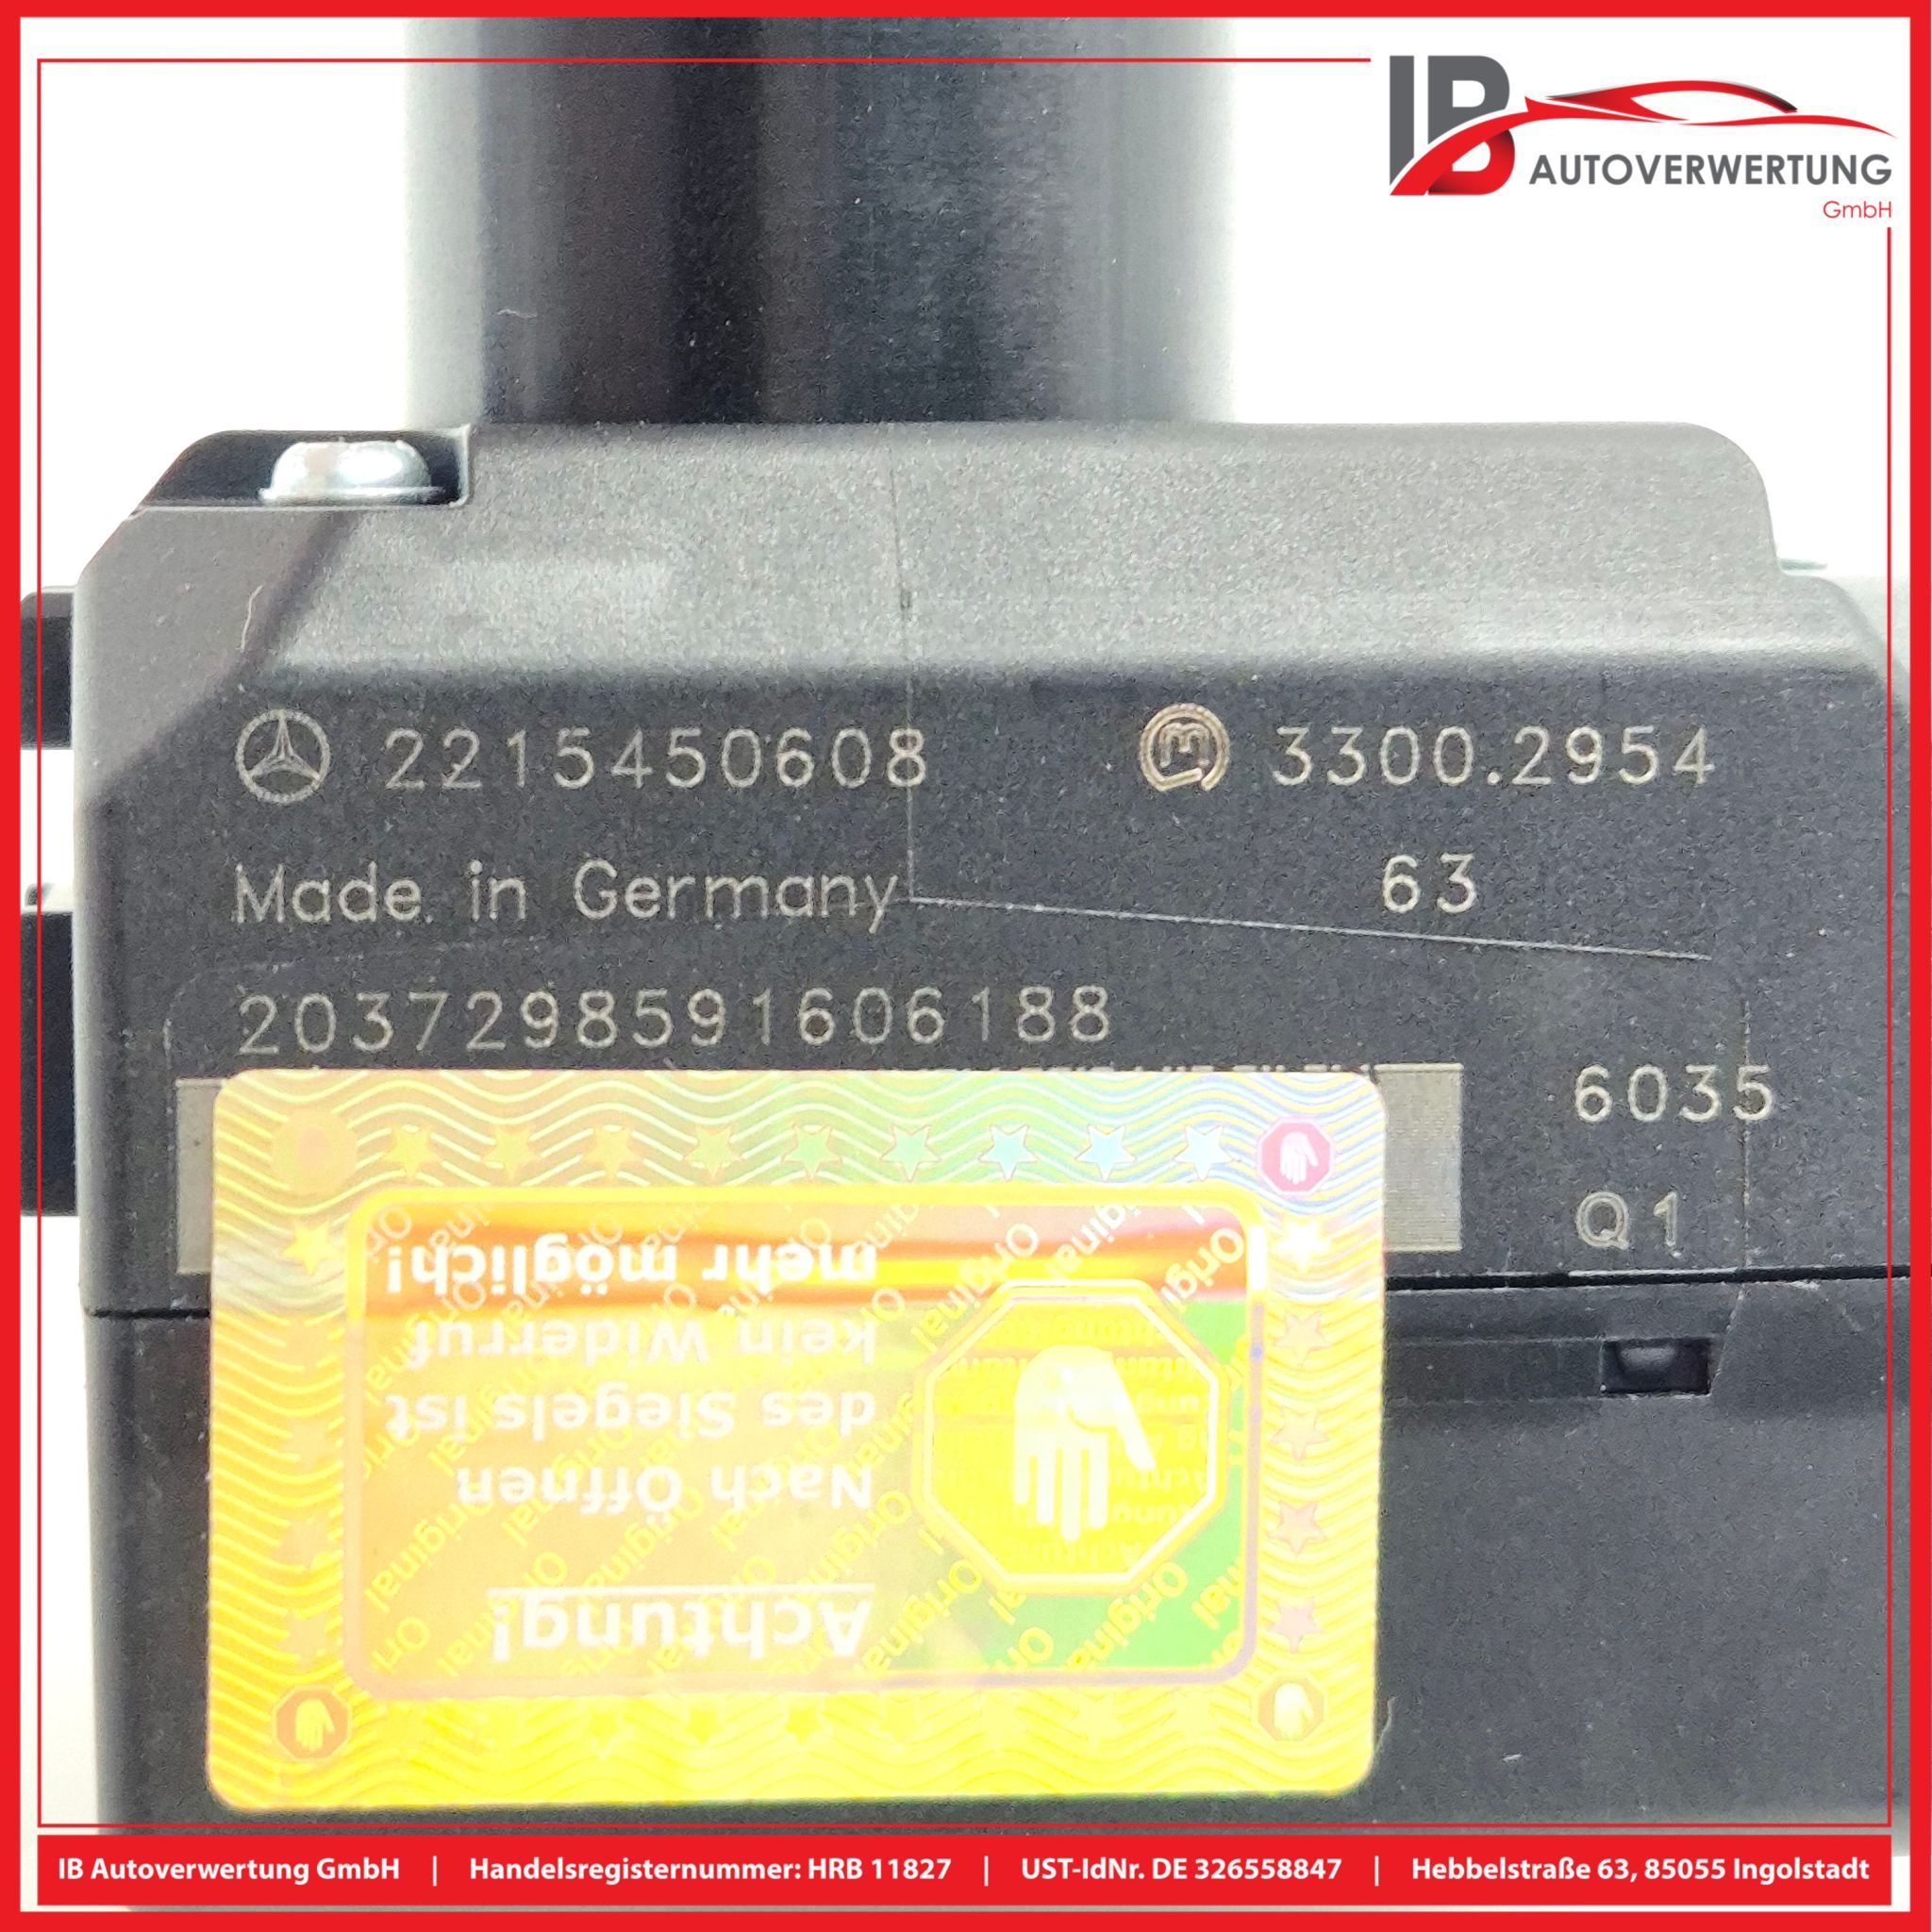 IB AUTOVERWERTUNG
GmbH
2215450608
3300.2954
Made in Germany
63
2037298591606188
6035
Q1
Achtung!
Nach Öffnen
des Siegels ist
kein Widerruf
mehr möglich!
IB Autoverwertung GmbH | Handelsregisternummer: HRB 11827 | UST-IdNr. DE 326558847 | Hebbelstraße 63, 85055 Ingolstadt